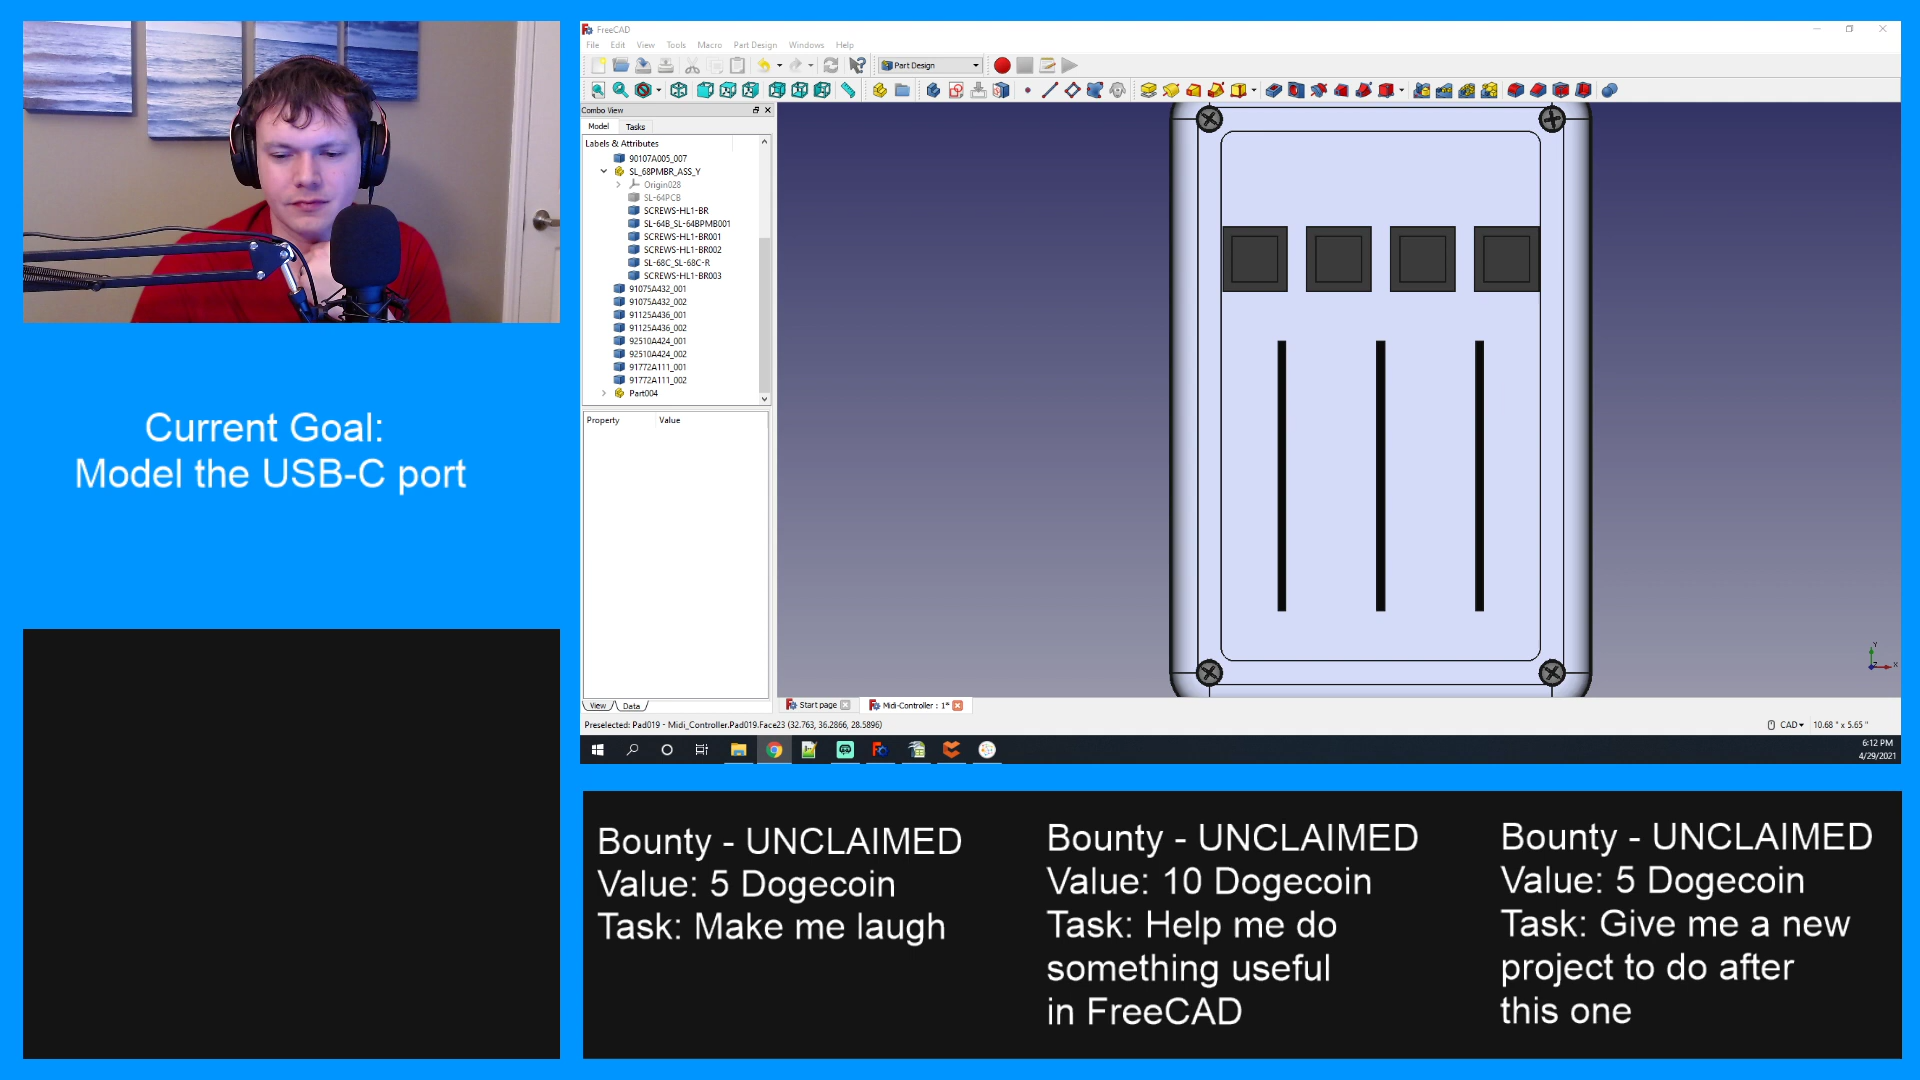 FreeCAD
File Edit View Tools Macro Part Design Windows Help
Part Design
Combo View
Model Tasks
Labels & Attributes
90107A005_007
SL_68PMBR_ASS_Y
Origin028
SL-64PCB
SCREWS-HL1-BR
SL-64B_SL-64BPMB001
SCREWS-HL1-BR001
SCREWS-HL1-BR002
SL-68C_SL-68C-R
SCREWS-HL1-BR003
91075A432_001
91075A432_002
91125A436_001
91125A436_002
92510A424_001
92510A424_002
91772A111_001
91772A111_002
Part004
Property Value
View Data
Start page
Midi-Controller : 1*
Preselected: Pad019 - Midi_Controller.Pad019.Face23 (32.763, 36.2866, 28.5896)
CAD
10.68 " x 5.65 "
6:12 PM
4/29/2021
Y
X
Z
Current Goal:
Model the USB-C port
Bounty - UNCLAIMED
Value: 5 Dogecoin
Task: Make me laugh
Bounty - UNCLAIMED
Value: 10 Dogecoin
Task: Help me do
something useful
in FreeCAD
Bounty - UNCLAIMED
Value: 5 Dogecoin
Task: Give me a new
project to do after
this one